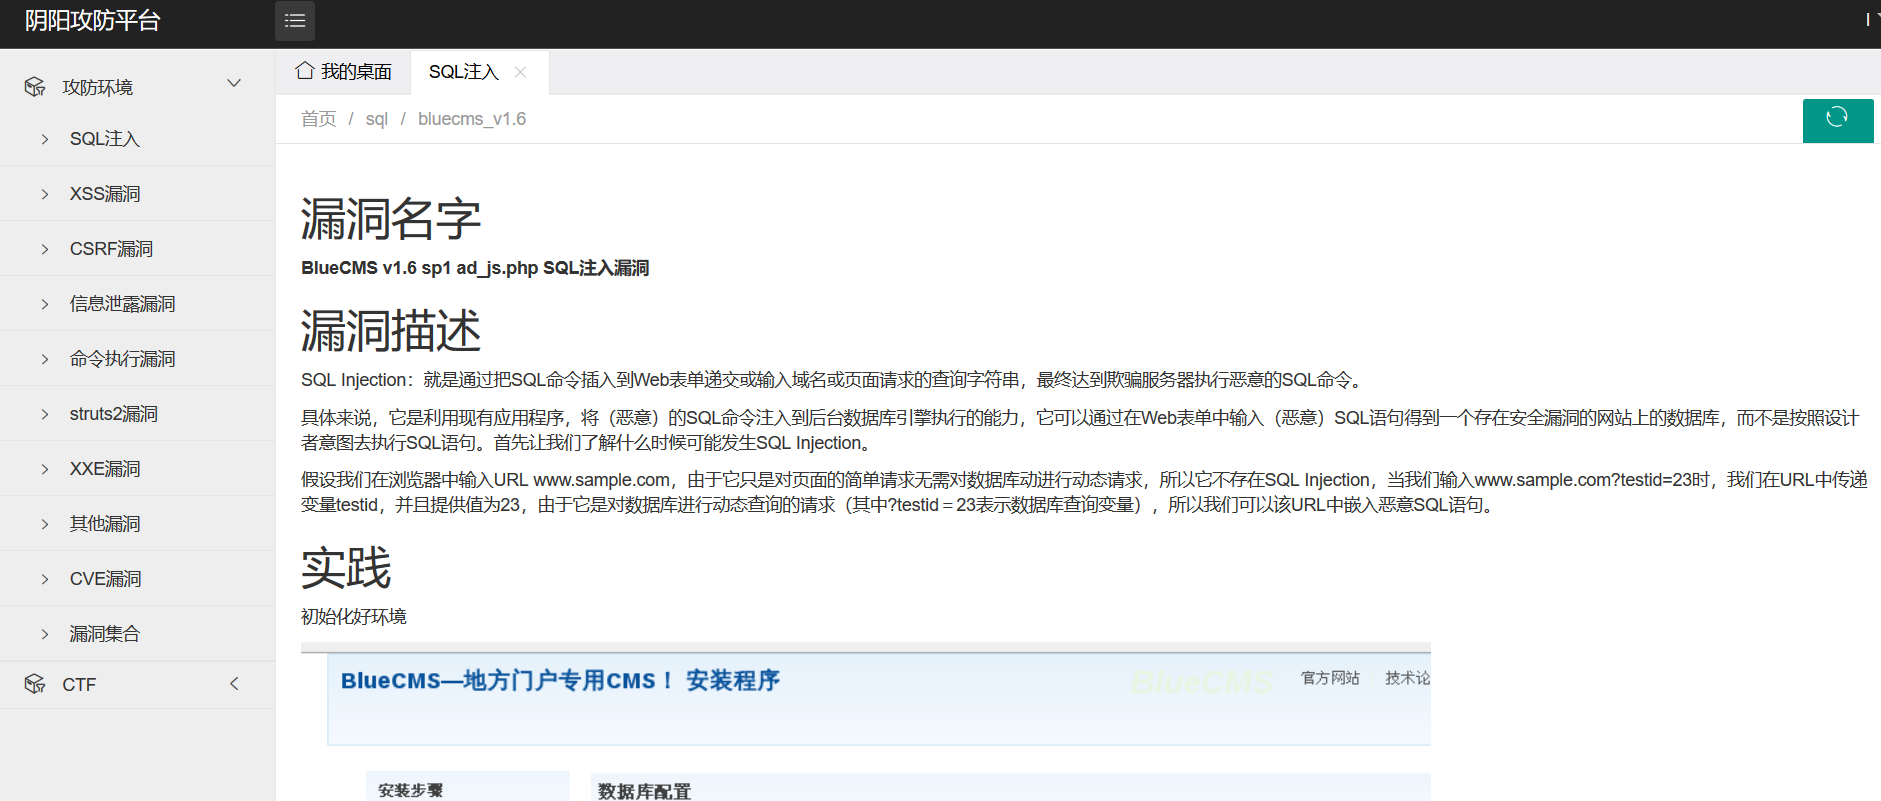 阴阳攻防平台
我的桌面 SQL注入
攻防环境
SQL注入
XSS漏洞
CSRF漏洞
信息泄露漏洞
命令执行漏洞
struts2漏洞
XXE漏洞
其他漏洞
CVE漏洞
漏洞集合
CTF
首页 / sql / bluecms_v1.6
漏洞名字
BlueCMS v1.6 sp1 ad_js.php SQL注入漏洞
漏洞描述
SQL Injection：就是通过把SQL命令插入到Web表单递交或输入域名或页面请求的查询字符串，最终达到欺骗服务器执行恶意的SQL命令。
具体来说，它是利用现有应用程序，将（恶意）的SQL命令注入到后台数据库引擎执行的能力，它可以通过在Web表单中输入（恶意）SQL语句得到一个存在安全漏洞的网站上的数据库，而不是按照设计
者意图去执行SQL语句。首先让我们了解什么时候可能发生SQL Injection。
假设我们在浏览器中输入URL www.sample.com，由于它只是对页面的简单请求无需对数据库动进行动态请求，所以它不存在SQL Injection，当我们输入www.sample.com?testid=23时，我们在URL中传递
变量testid，并且提供值为23，由于它是对数据库进行动态查询的请求（其中?testid＝23表示数据库查询变量），所以我们可以该URL中嵌入恶意SQL语句。
实践
初始化好环境
BlueCMS—地方门户专用CMS！ 安装程序
BlueCMS
官方网站 技术论
安装步骤
数据库配置